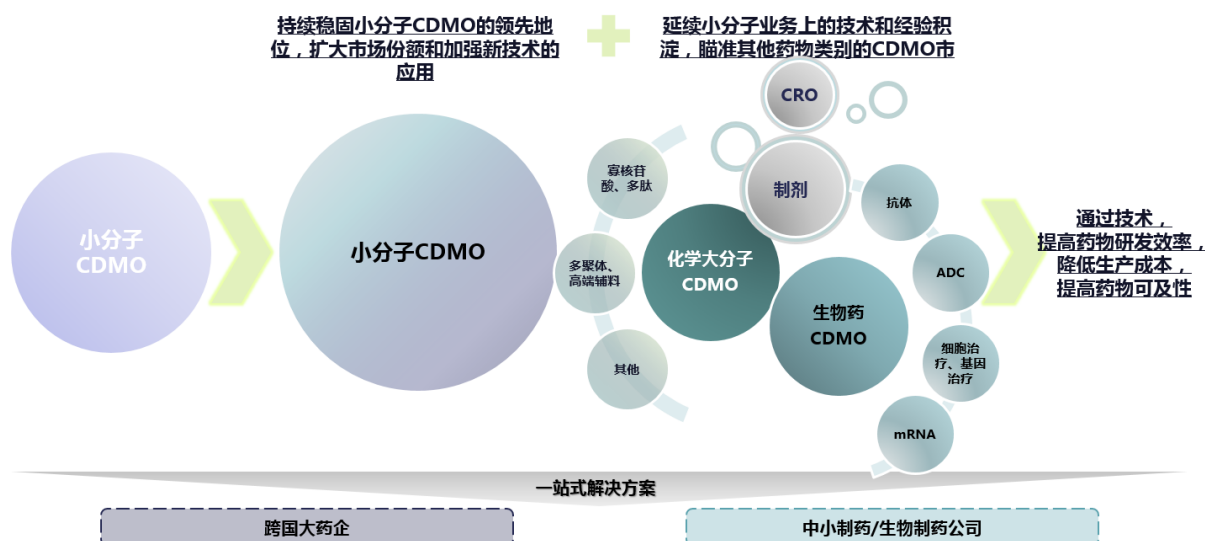 持续稳固小分子CDMO的领先地
位，扩大市场份额和加强新技术的
应用
延续小分子业务上的技术和经验积
淀，瞄准其他药物类别的CDMO市
小分子
CDMO
小分子CDMO
寡核苷
酸、多肽
多聚体、
高端辅料
其他
化学大分子
CDMO
CRO
制剂
生物药
CDMO
抗体
ADC
细胞治
疗、基因
治疗
mRNA
通过技术，
提高药物研发效率，
降低生产成本，
提高药物可及性
一站式解决方案
跨国大药企
中小制药/生物制药公司